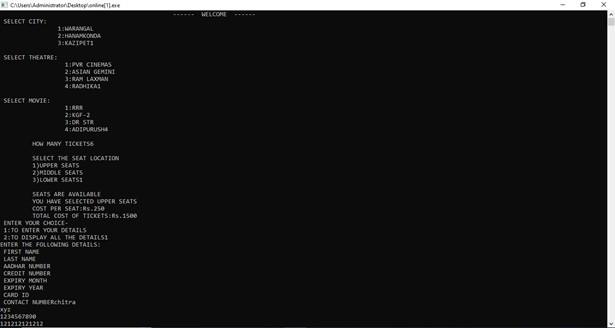 C:\Users\Administrator\Desktop\online[1].exe
------ WELCOME ------
SELECT CITY:
1:WARANGAL
2:HANAMKONDA
3:KAZIPET1
SELECT THEATRE:
1:PVR CINEMAS
2:ASIAN GEMINI
3:RAM LAXMAN
4:RADHIKA1
SELECT MOVIE:
1:RRR
2:KGF-2
3:DR STR
4:ADIPURUSH4
HOW MANY TICKETS6
SELECT THE SEAT LOCATION
1)UPPER SEATS
2)MIDDLE SEATS
3)LOWER SEATS1
SEATS ARE AVAILABLE
YOU HAVE SELECTED UPPER SEATS
COST PER SEAT:Rs.250
TOTAL COST OF TICKETS:Rs.1500
ENTER YOUR CHOICE-
1:TO ENTER YOUR DETAILS
2:TO DISPLAY ALL THE DETAILS1
ENTER THE FOLLOWING DETAILS:
FIRST NAME
LAST NAME
AADHAR NUMBER
CREDIT NUMBER
EXPIRY MONTH
EXPIRY YEAR
CARD ID
CONTACT NUMBERchitra
xyz
1234567890
121212121212